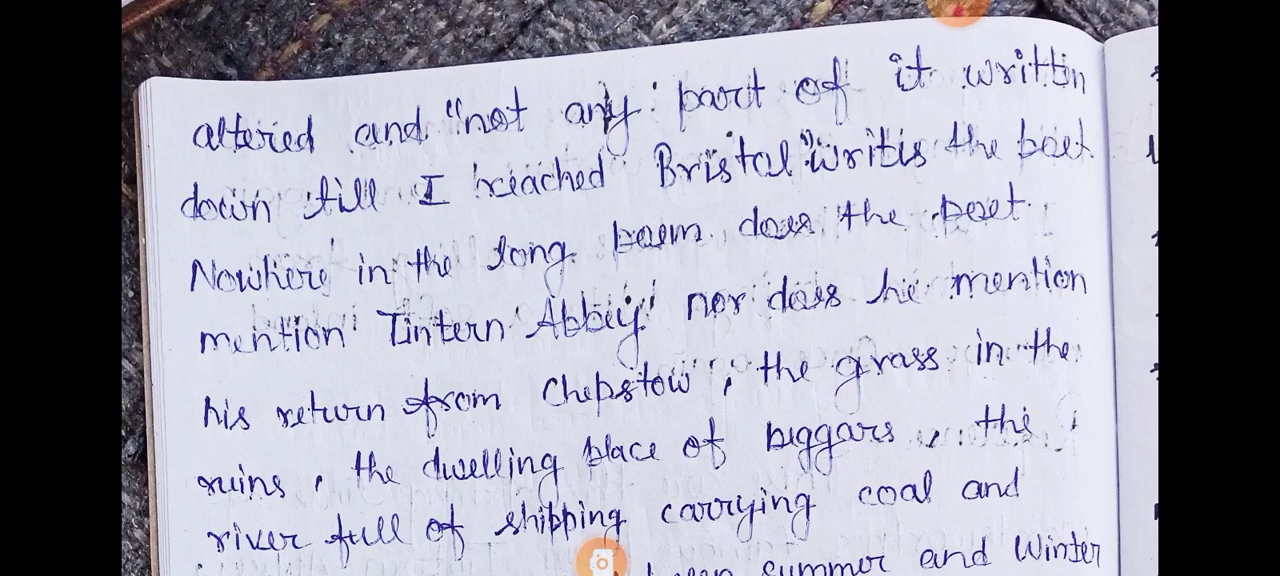 altered and "not any part of it written
down till I reached Bristal" writes the poet
Nowhere in the long poem does the poet
mention Tintern Abbey nor does he mention
his return from Chepstow, the grass in the
ruins, the dwelling place of beggars, the
river full of shipping carrying coal and
summer and Winter